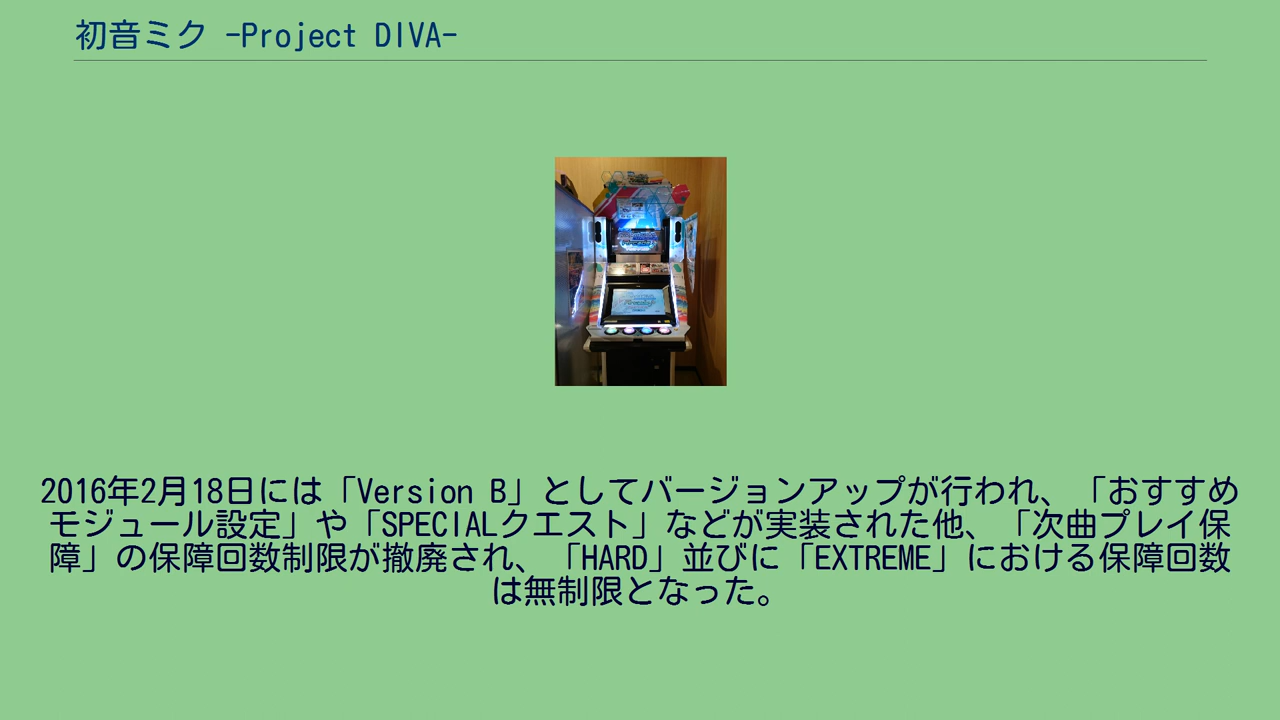 初音ミク -Project DIVA-
2016年2月18日には「Version B」としてバージョンアップが行われ、「おすすめ
モジュール設定」や「SPECIALクエスト」などが実装された他、「次曲プレイ保
障」の保障回数制限が撤廃され、「HARD」並びに「EXTREME」における保障回数
は無制限となった。